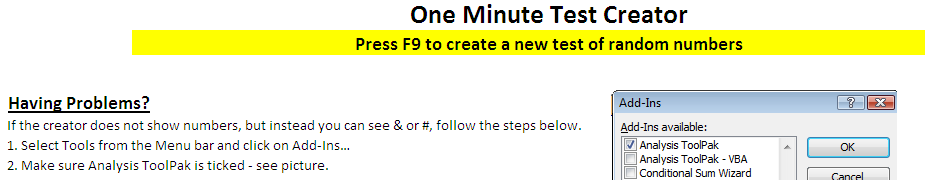 One Minute Test Creator
Press F9 to create a new test of random numbers
Having Problems?
If the creator does not show numbers, but instead you can see & or #, follow the steps below.
1. Select Tools from the Menu bar and click on Add-Ins...
2. Make sure Analysis ToolPak is ticked - see picture.
Add-Ins
Add-Ins available:
Analysis ToolPak
Analysis ToolPak - VBA
Conditional Sum Wizard
OK
Cancel